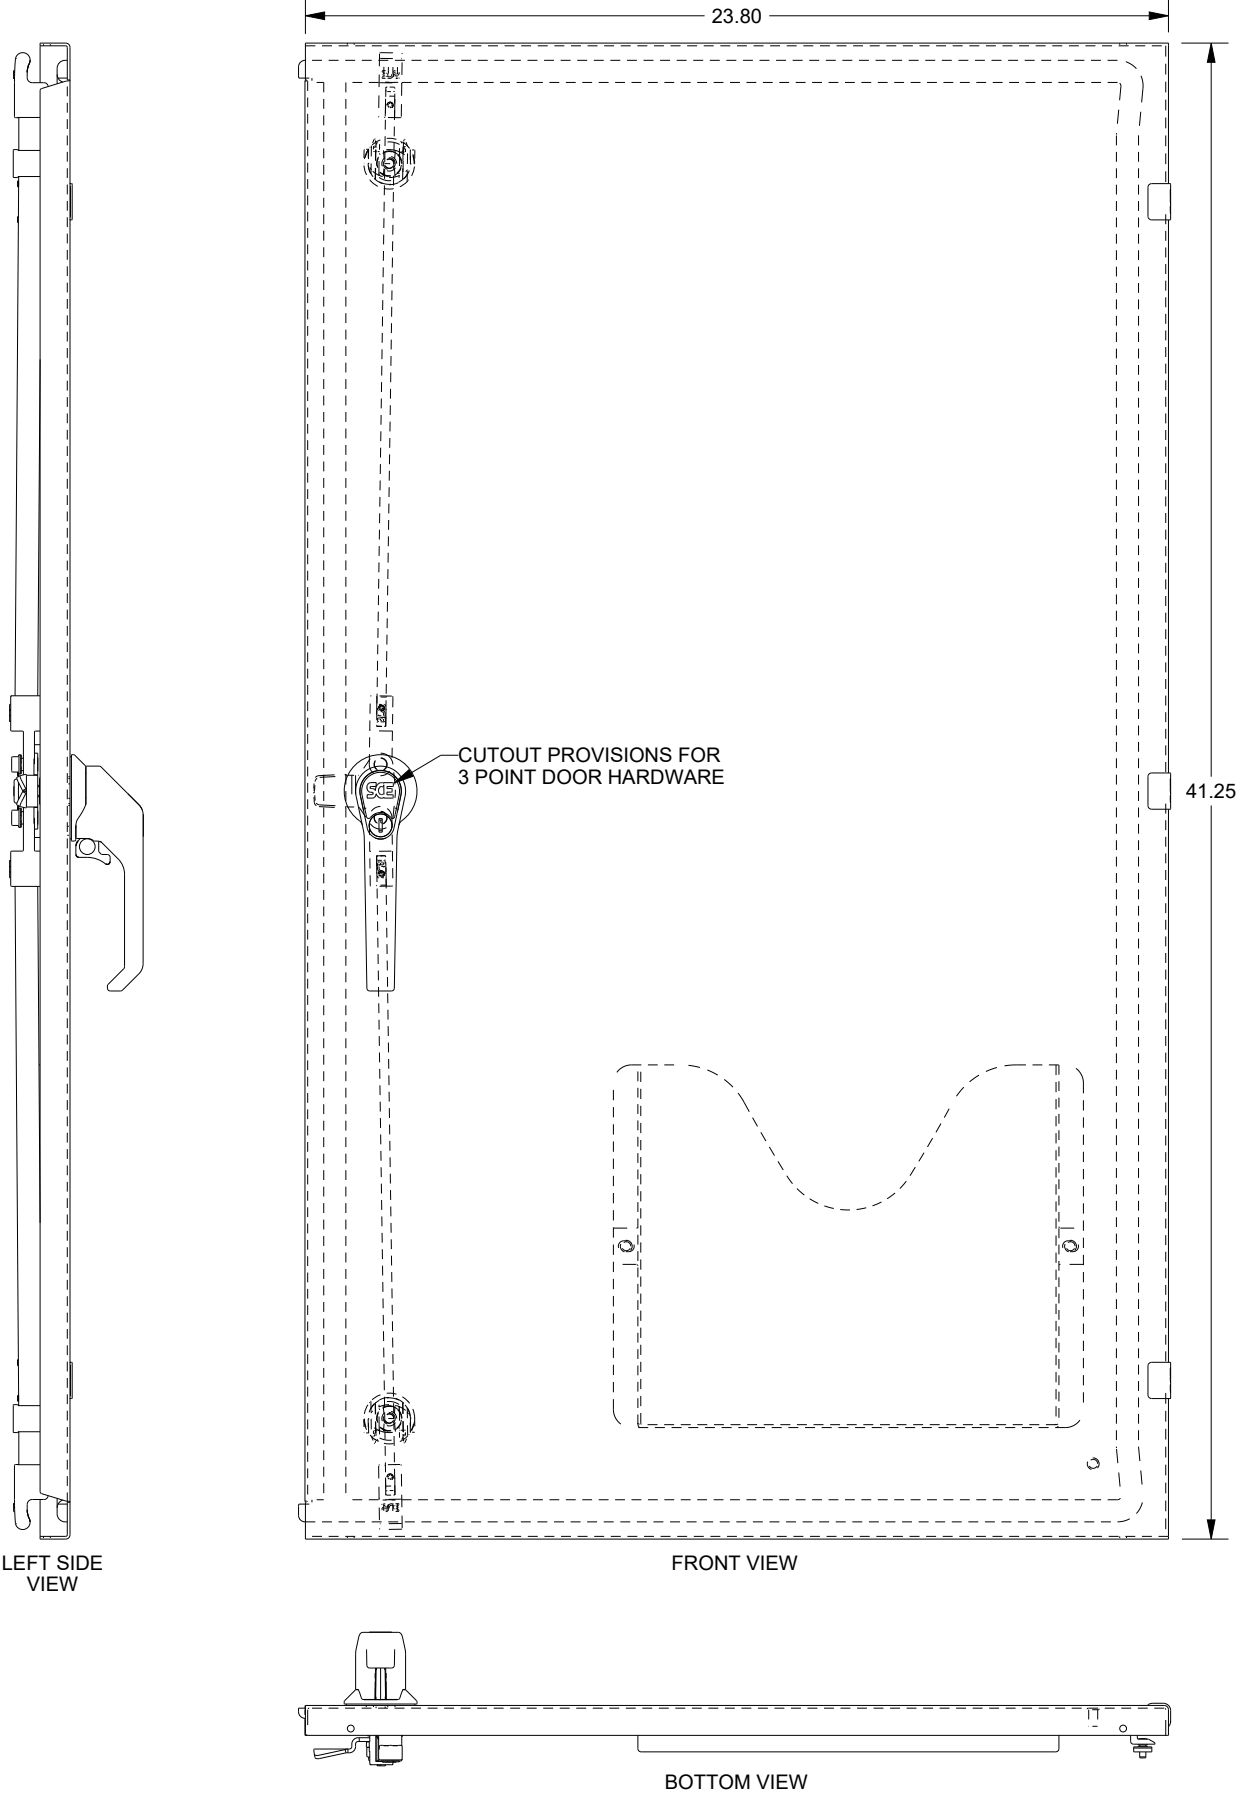 23.80
CUTOUT PROVISIONS FOR
3 POINT DOOR HARDWARE
SCE
41.25
LEFT SIDE
VIEW
FRONT VIEW
BOTTOM VIEW